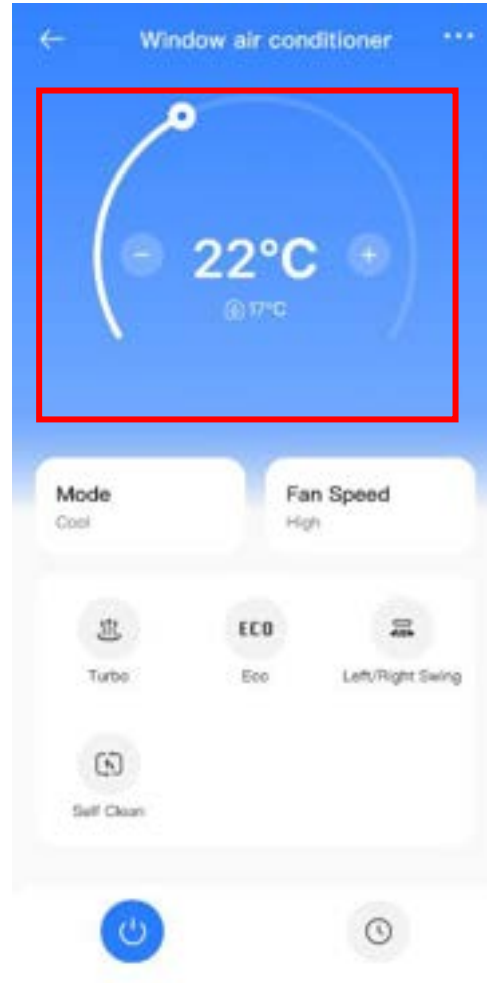 Window air conditioner
22°C
17°C
Mode
Cool
Fan Speed
High
ECO
Turbo
Eco
Left/Right Swing
Self Clean